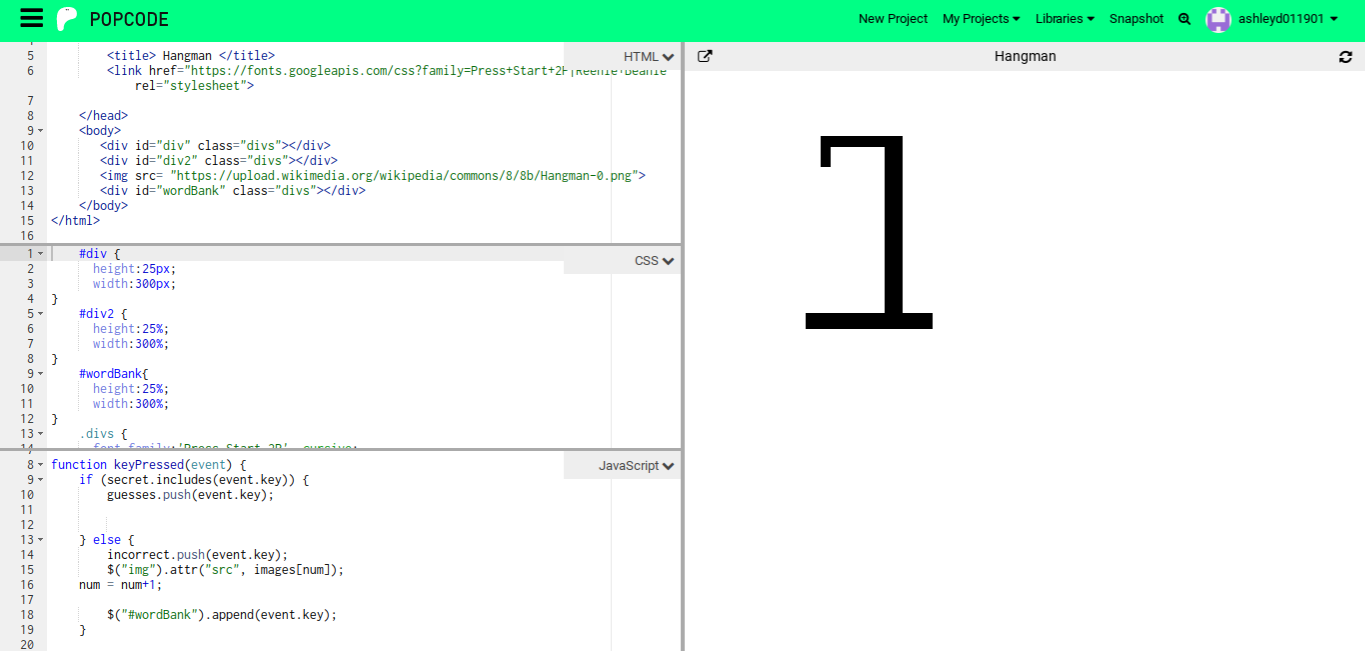 POPCODE
New Project My Projects Libraries Snapshot ashleyd011901
HTML
5 <title> Hangman </title>
6 <link href="https://fonts.googleapis.com/css?family=Press+Start+2P|Reenie+Beanie
rel="stylesheet">
7
8 </head>
9 <body>
10 <div id="div" class="divs"></div>
11 <div id="div2" class="divs"></div>
12 <img src= "https://upload.wikimedia.org/wikipedia/commons/8/8b/Hangman-0.png">
13 <div id="wordBank" class="divs"></div>
14 </body>
15 </html>
16
CSS
1 #div {
2 height:25px;
3 width:300px;
4 }
5 #div2 {
6 height:25%;
7 width:300%;
8 }
9 #wordBank{
10 height:25%;
11 width:300%;
12 }
13 .divs {
14 font-family:'Press Start 2P', cursive;
JavaScript
8 function keyPressed(event) {
9 if (secret.includes(event.key)) {
10 guesses.push(event.key);
11
12
13 } else {
14 incorrect.push(event.key);
15 $("img").attr("src", images[num]);
16 num = num+1;
17
18 $("#wordBank").append(event.key);
19 }
20
Hangman